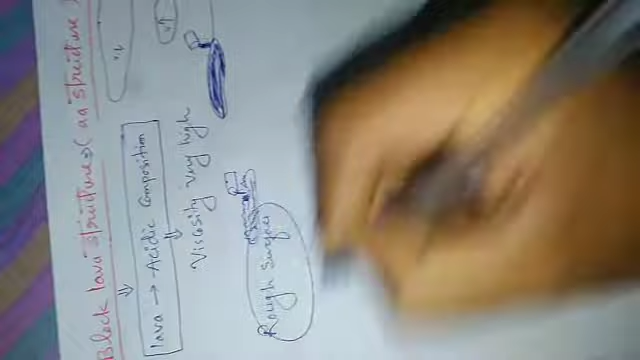 Block lava structure ⇒ (aa structure
⇓
lava → Acidic Composition
⇓
Viscosity very high
Rough surface